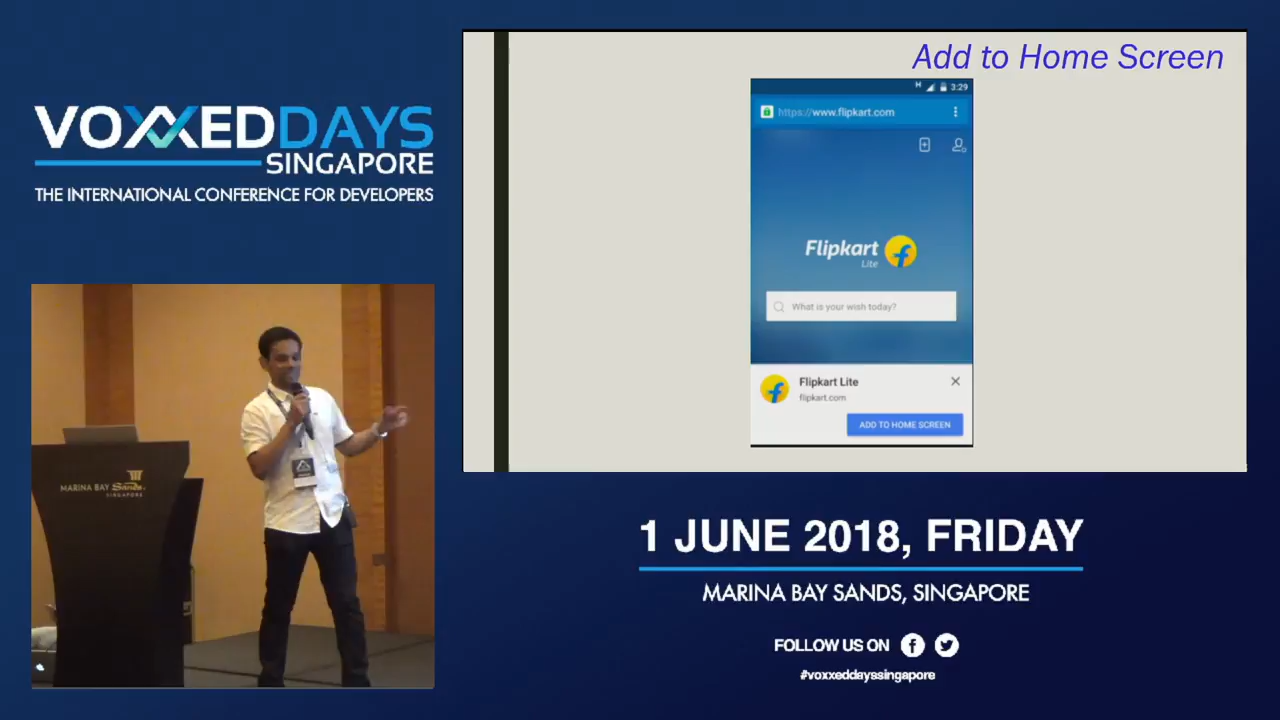 VOXXEDDAYS
SINGAPORE
THE INTERNATIONAL CONFERENCE FOR DEVELOPERS
MARINA BAY Sands
SINGAPORE
Add to Home Screen
H 3:29
https://www.flipkart.com
Flipkart
Lite
What is your wish today?
Flipkart Lite
flipkart.com
ADD TO HOME SCREEN
1 JUNE 2018, FRIDAY
MARINA BAY SANDS, SINGAPORE
FOLLOW US ON
#voxxeddayssingapore